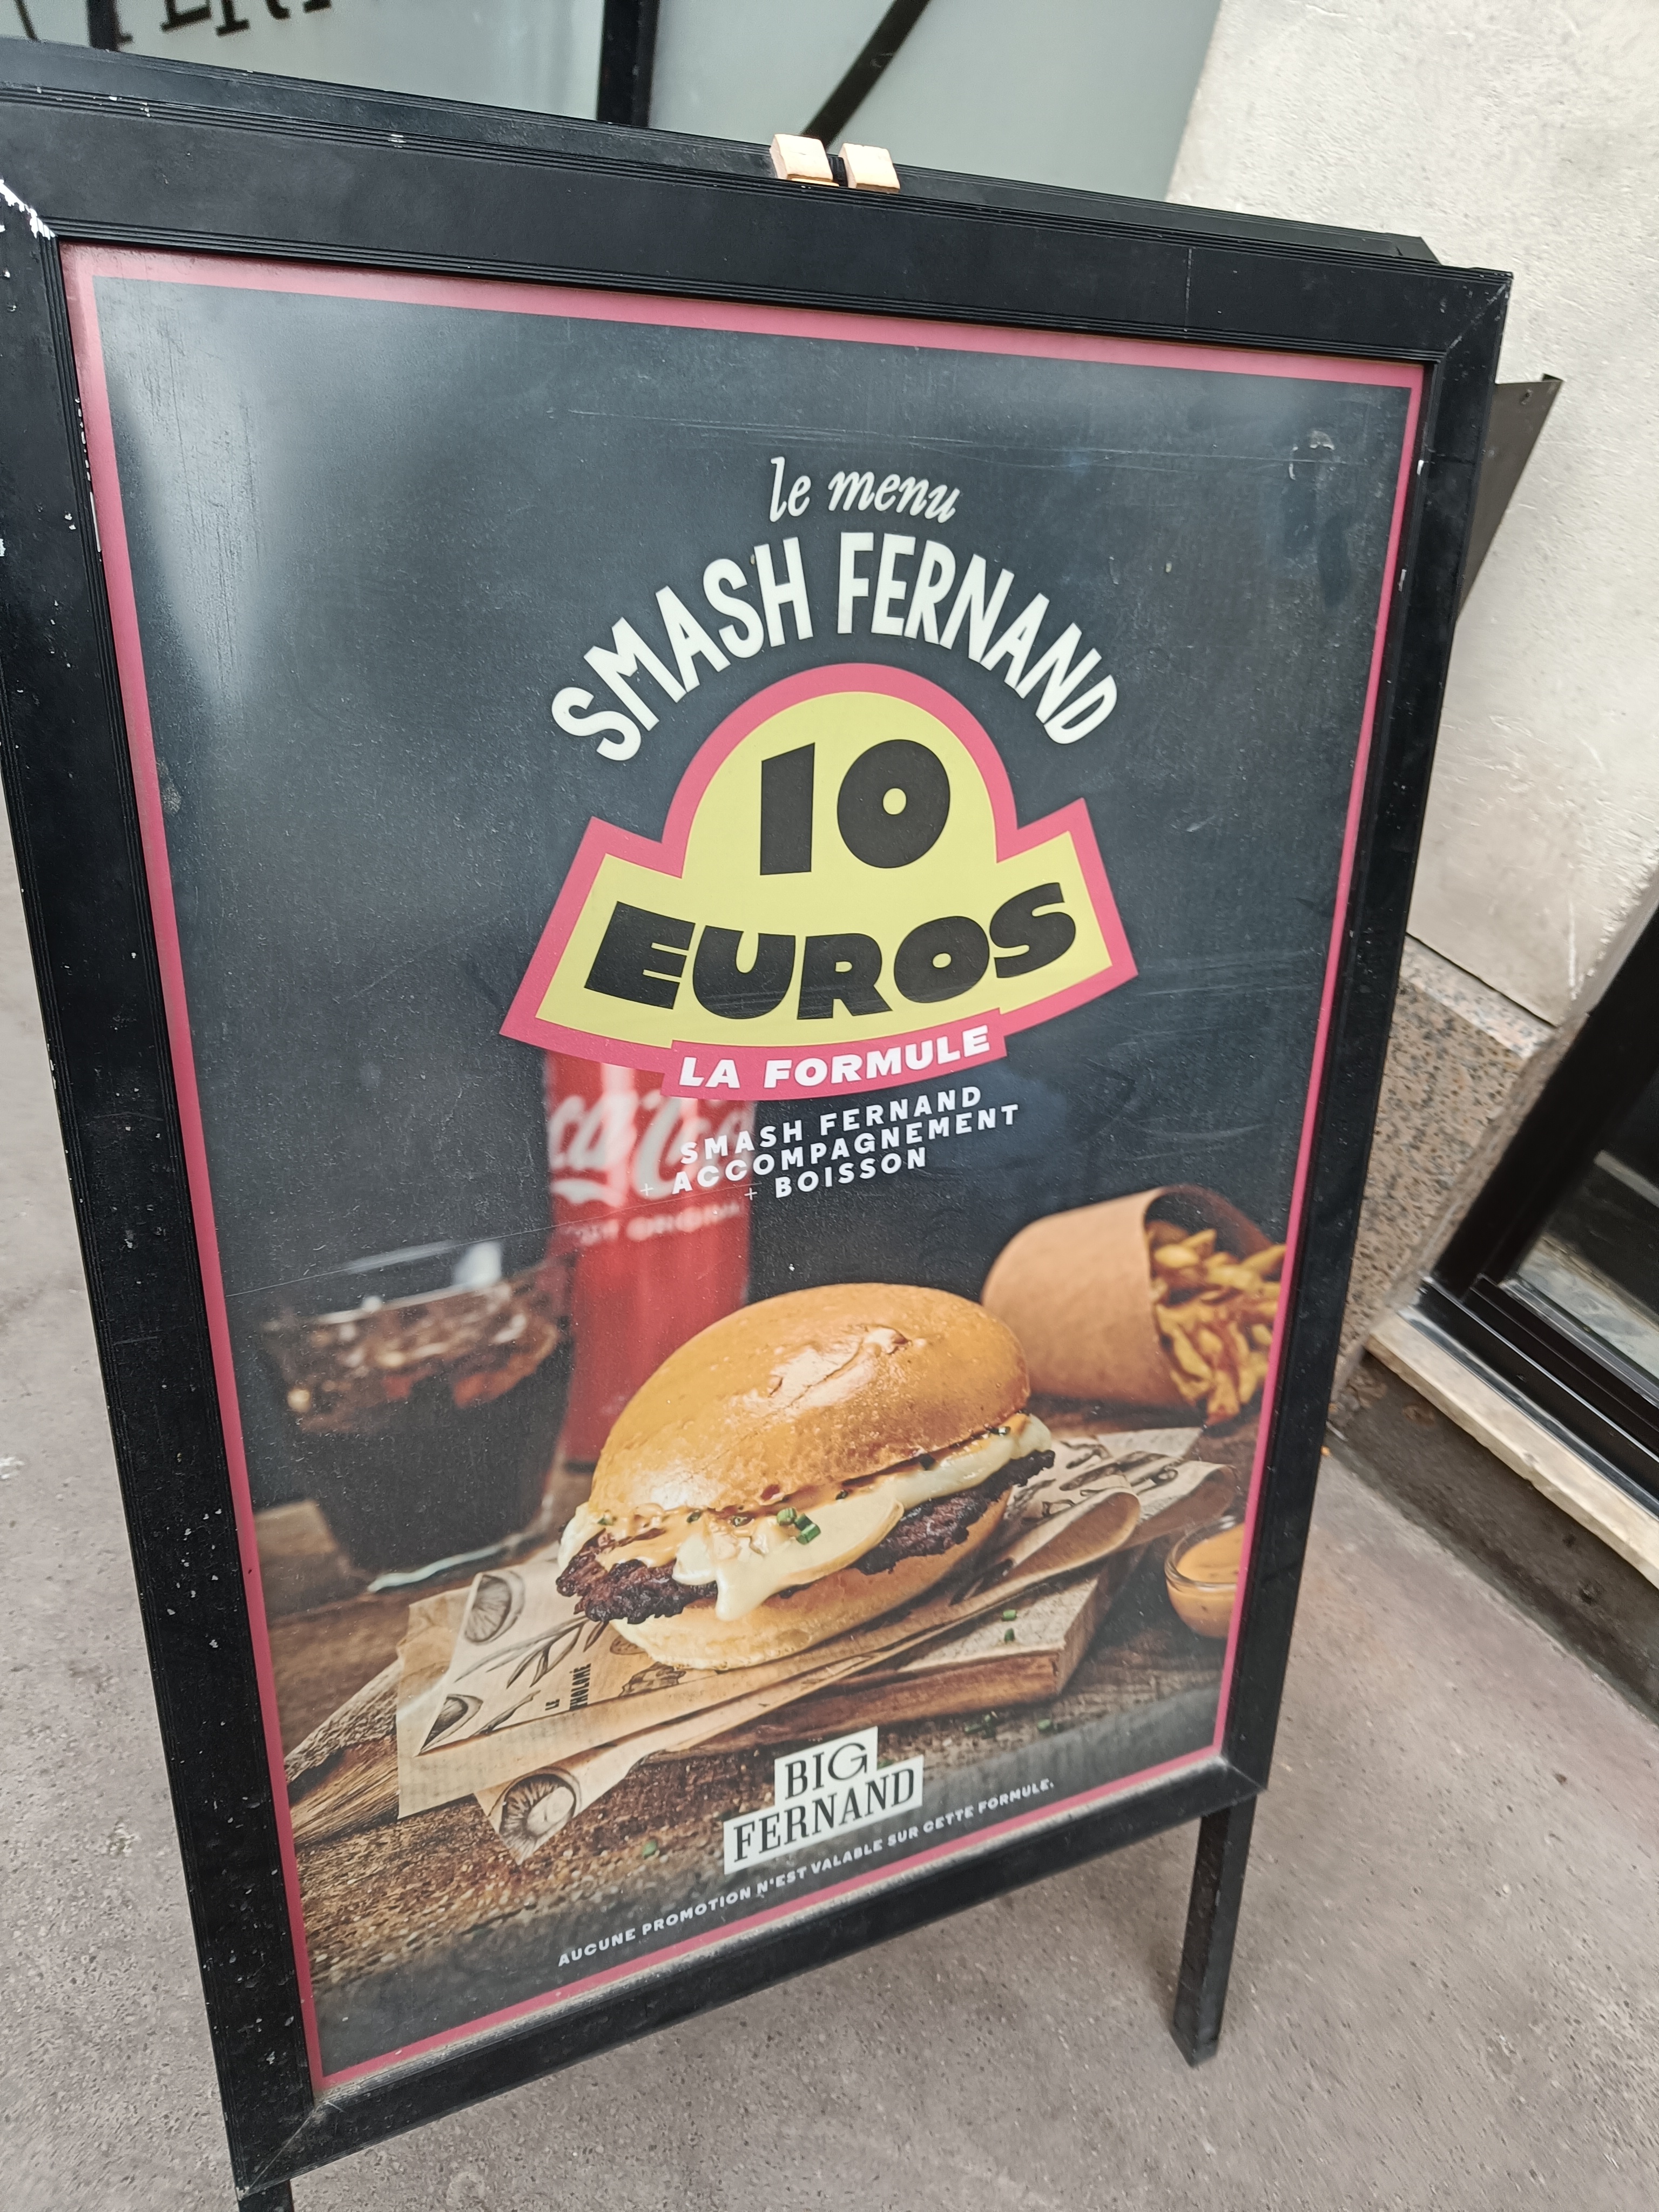 le menu
SMASH FERNAND
10
EUROS
LA FORMULE
SMASH FERNAND
+ ACCOMPAGNEMENT
+ BOISSON
BIG
FERNAND
AUCUNE PROMOTION N'EST VALABLE SUR CETTE FORMULE.